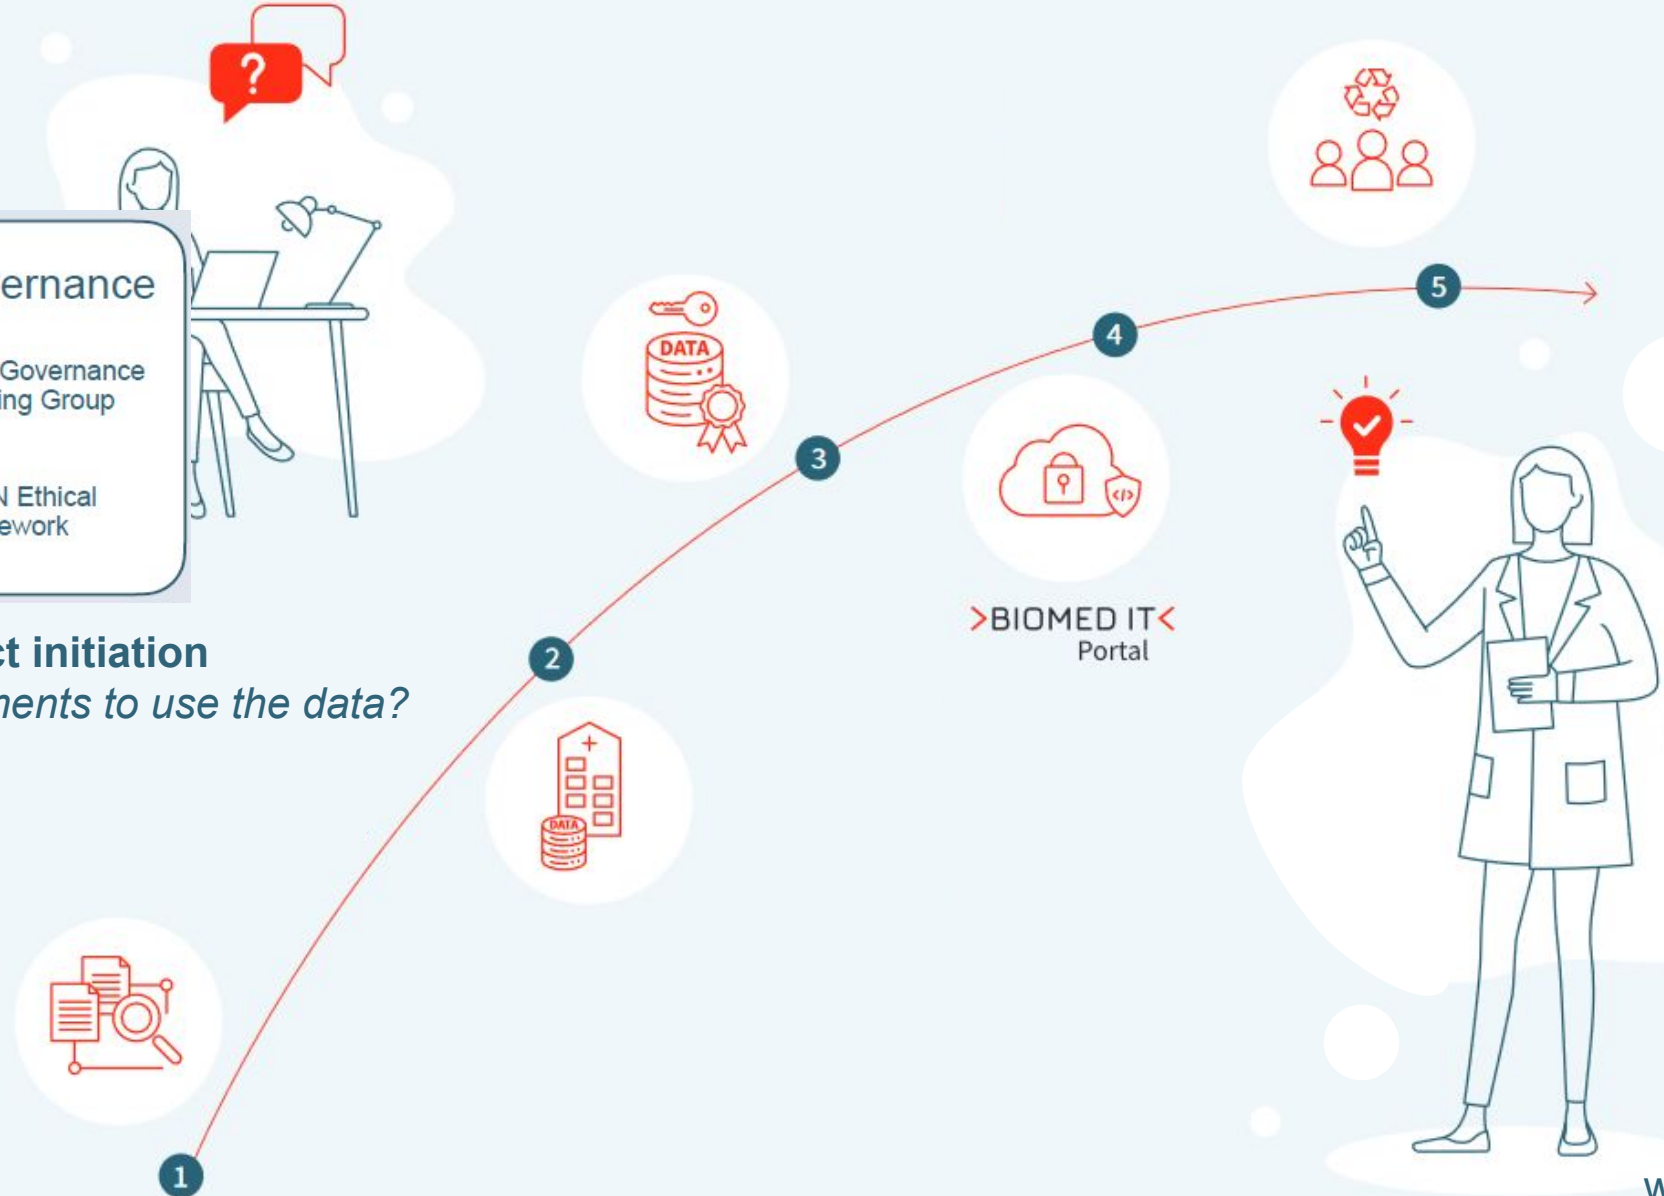 ?
ernance
Governance
ing Group
N Ethical
ework
ct initiation
nents to use the data?
DATA
5
4
3
</>
>BIOMED IT<
Portal
2
DATA
1
w